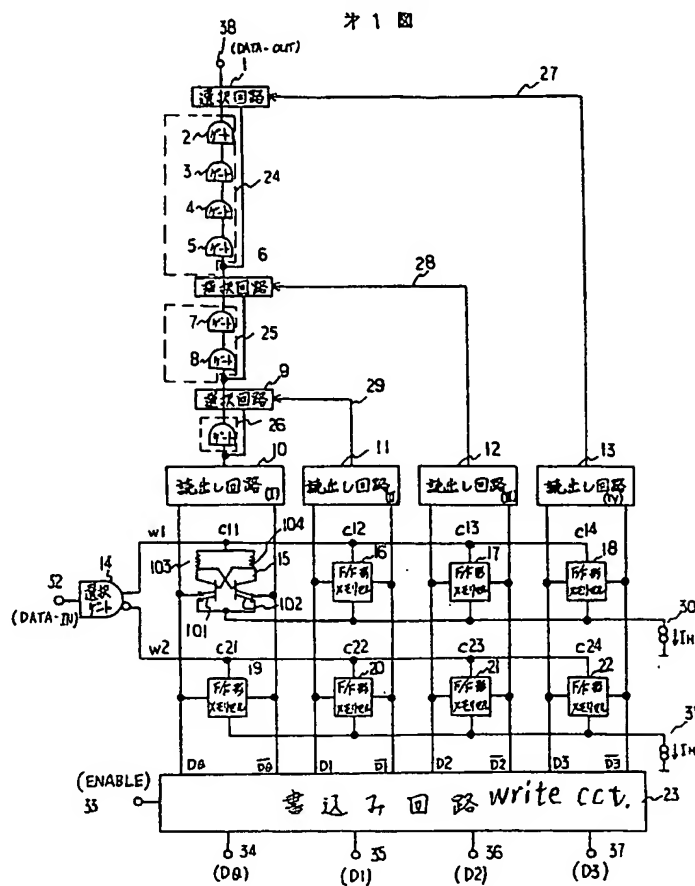 第1図
38
(DATA-OUT)
1
27
選択回路
2 ゲート
3 ゲート
24
4 ゲート
5 ゲート
6
28
選択回路
7 ゲート
25
8 ゲート
9
29
選択回路
26
ゲート
10 11 12 13
読出し回路(I) 読出し回路(II) 読出し回路(III) 読出し回路(IV)
W1 C11 104 C12 C13 C14
14 103 15 16 17 18
32 選択ゲート F/F形メモリセル F/F形メモリセル F/F形メモリセル
(DATA-IN) 101 102 30
W2 C21 C22 C23 C24 ↓IH
19 20 21 22
F/F形メモリセル F/F形メモリセル F/F形メモリセル F/F形メモリセル 31
↓IH
(ENABLE) D0 D0 D1 D1 D2 D2 D3 D3
33 書込み回路 write cct. 23
34 35 36 37
(D0) (D1) (D2) (D3)